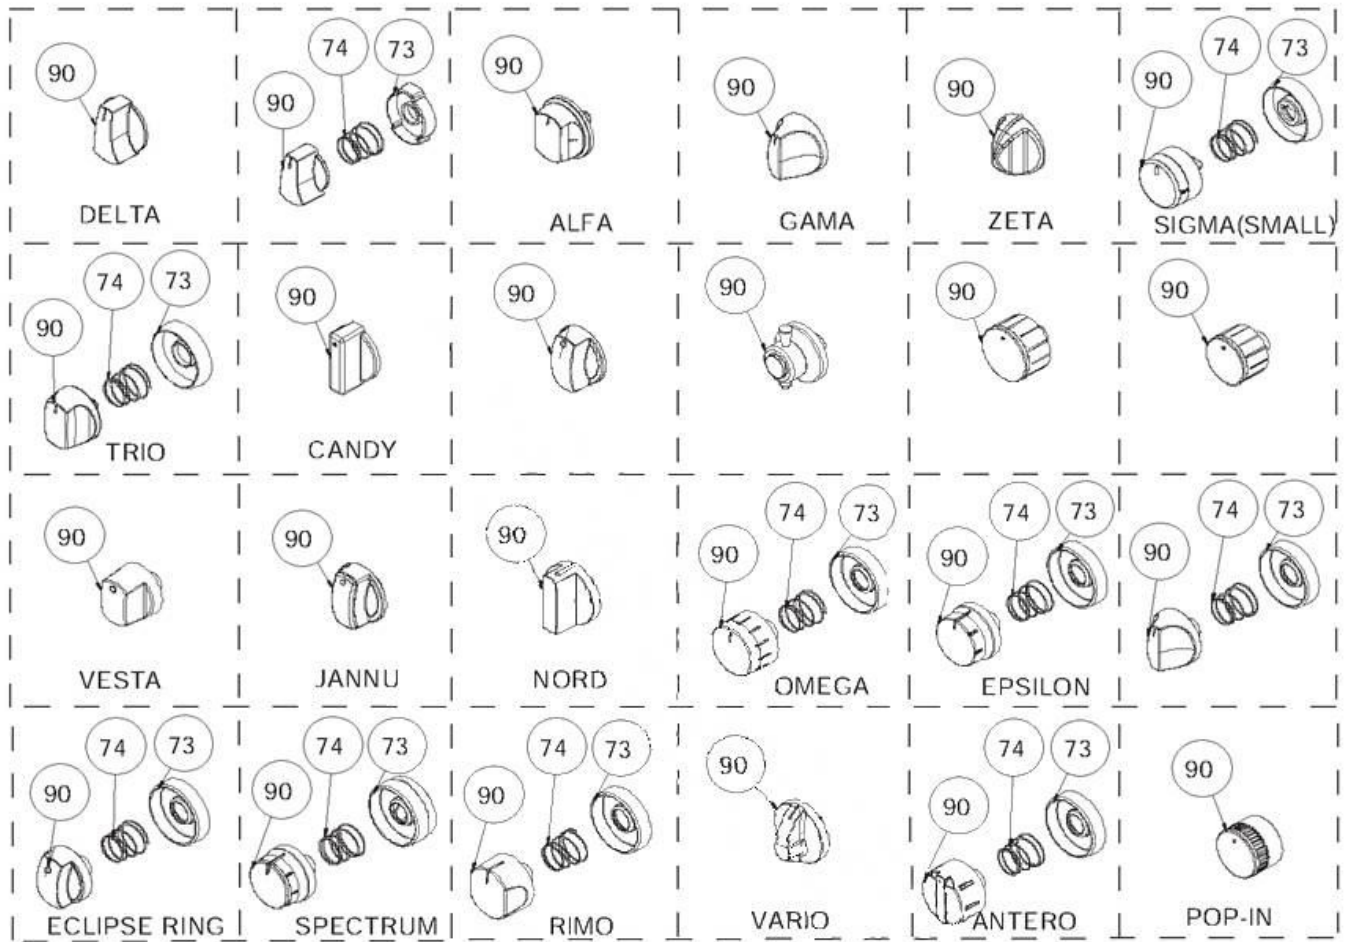 90
DELTA
74 73
90
90
ALFA
90
GAMA
90
ZETA
74 73
90
SIGMA(SMALL)
74 73
90
TRIO
90
CANDY
90
90
90
90
90
VESTA
90
JANNU
90
NORD
74 73
90
OMEGA
74 73
90
EPSILON
74 73
90
74 73
90
ECLIPSE RING
74 73
90
SPECTRUM
74 73
90
RIMO
90
VARIO
74 73
90
ANTERO
90
POP-IN